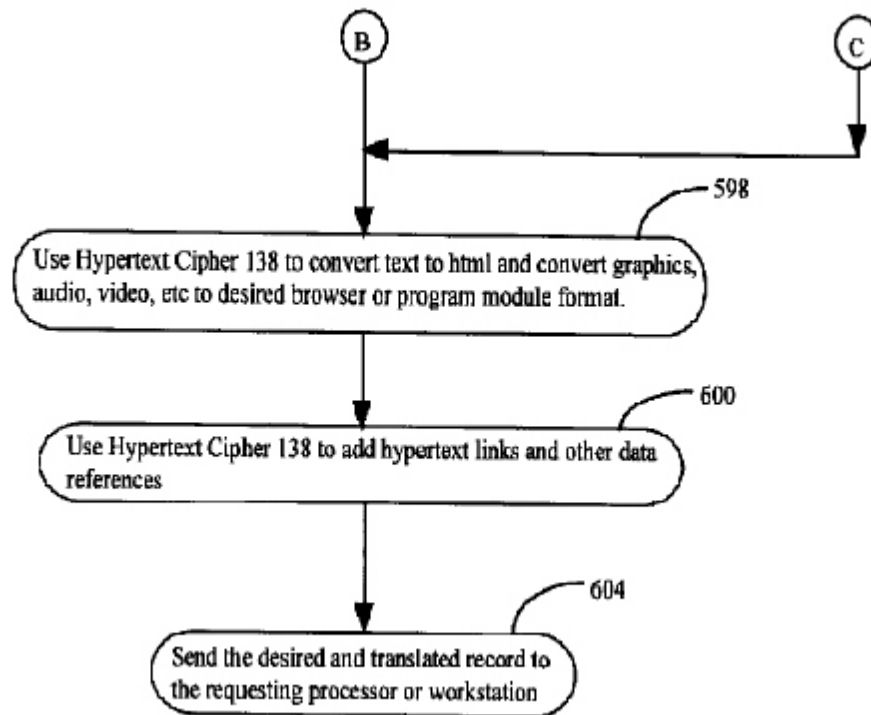 B
C
598
Use Hypertext Cipher 138 to convert text to html and convert graphics,
audio, video, etc to desired browser or program module format.
600
Use Hypertext Cipher 138 to add hypertext links and other data
references
604
Send the desired and translated record to
the requesting processor or workstation